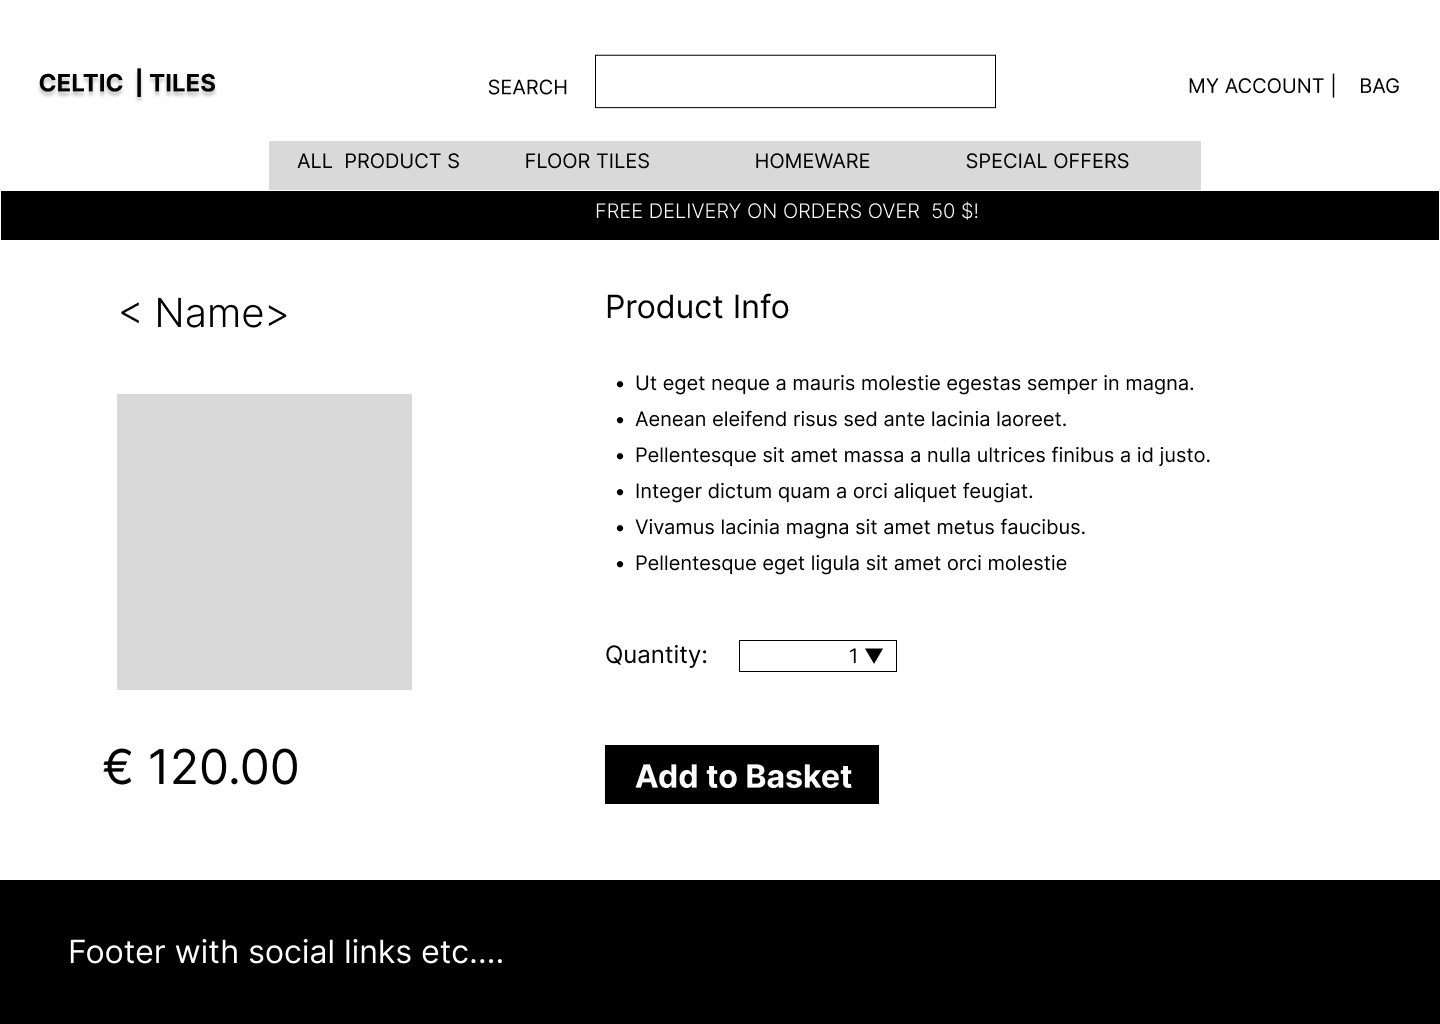 CELTIC | TILES
SEARCH
MY ACCOUNT | BAG
ALL PRODUCT S FLOOR TILES HOMEWARE SPECIAL OFFERS
FREE DELIVERY ON ORDERS OVER 50 $!
< Name>
Product Info
• Ut eget neque a mauris molestie egestas semper in magna.
• Aenean eleifend risus sed ante lacinia laoreet.
• Pellentesque sit amet massa a nulla ultrices finibus a id justo.
• Integer dictum quam a orci aliquet feugiat.
• Vivamus lacinia magna sit amet metus faucibus.
• Pellentesque eget ligula sit amet orci molestie
Quantity: 1 ▼
€ 120.00
Add to Basket
Footer with social links etc....